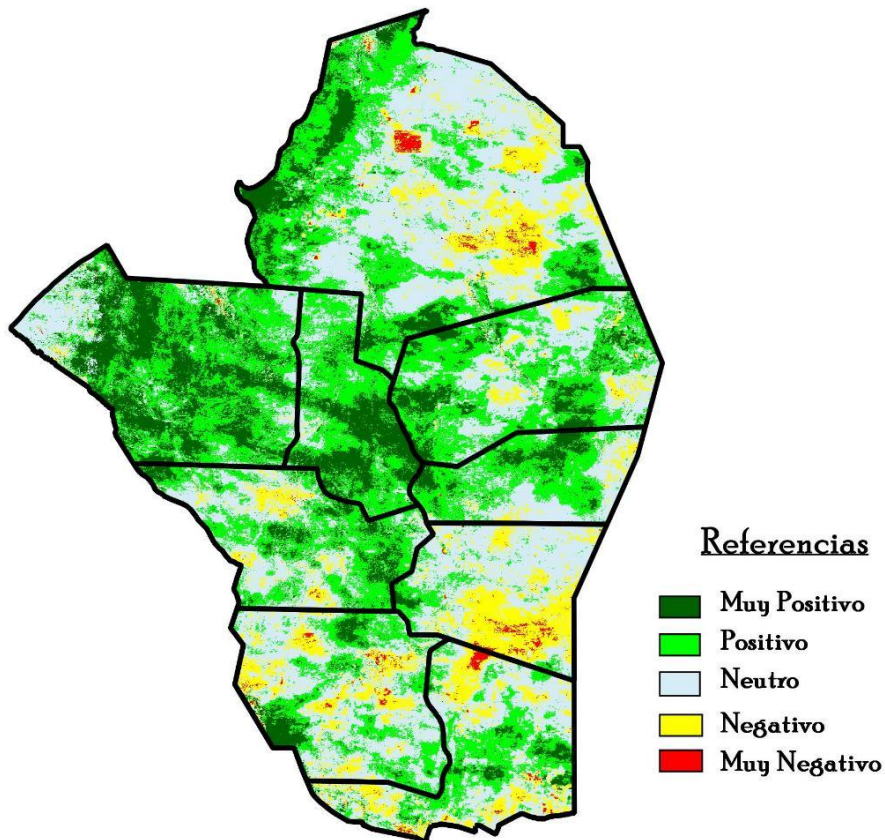 Referencias
Muy Positivo
Positivo
Neutro
Negativo
Muy Negativo